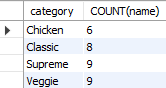 category COUNT(name)
Chicken 6
Classic 8
Supreme 9
Veggie 9